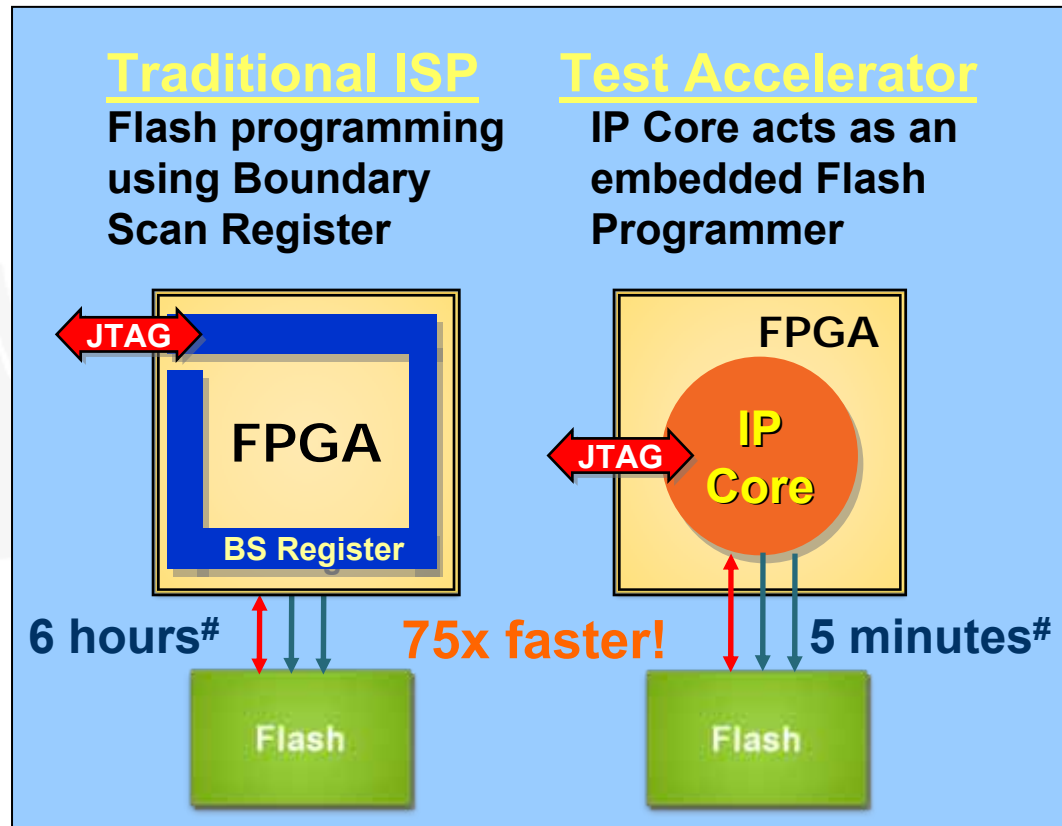 Traditional ISP
Flash programming
using Boundary
Scan Register
JTAG
FPGA
BS Register
6 hours#
Flash
75x faster!
Test Accelerator
IP Core acts as an
embedded Flash
Programmer
FPGA
IP
Core
JTAG
5 minutes#
Flash